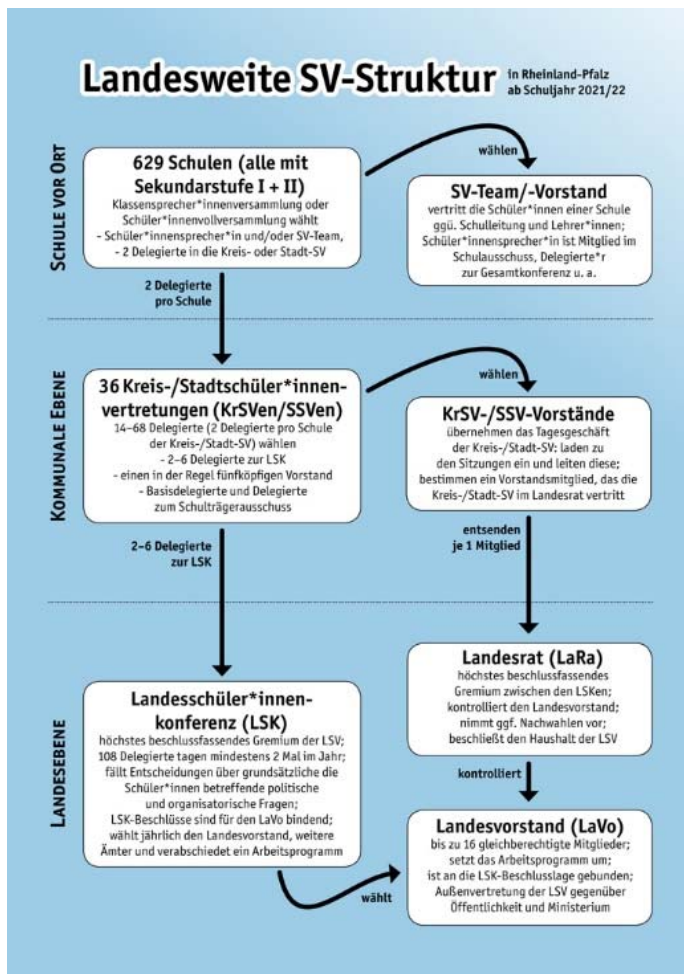 Landesweite SV-Struktur
in Rheinland-Pfalz
ab Schuljahr 2021/22
SCHULE VOR ORT
629 Schulen (alle mit
Sekundarstufe I + II)
Klassensprecher*innenversammlung oder
Schüler*innenvollversammlung wählt
- Schüler*innensprecher*in und/oder SV-Team,
- 2 Delegierte in die Kreis- oder Stadt-SV
wählen
SV-Team/-Vorstand
vertritt die Schüler*innen einer Schule
ggü. Schulleitung und Lehrer*innen;
Schüler*innensprecher*in ist Mitglied im
Schulausschuss, Delegierte*r
zur Gesamtkonferenz u. a.
2 Delegierte
pro Schule
KOMMUNALE EBENE
36 Kreis-/Stadtschüler*innen-
vertretungen (KrSVen/SSVen)
14–68 Delegierte (2 Delegierte pro Schule
der Kreis-/Stadt-SV) wählen
- 2–6 Delegierte zur LSK
- einen in der Regel fünfköpfigen Vorstand
- Basisdelegierte und Delegierte
zum Schulträgerausschuss
wählen
KrSV-/SSV-Vorstände
übernehmen das Tagesgeschäft
der Kreis-/Stadt-SV: laden zu
den Sitzungen ein und leiten diese;
bestimmen ein Vorstandsmitglied, das die
Kreis-/Stadt-SV im Landesrat vertritt
2–6 Delegierte
zur LSK
entsenden
je 1 Mitglied
LANDESEBENE
Landesschüler*innen-
konferenz (LSK)
höchstes beschlussfassendes Gremium der LSV;
108 Delegierte tagen mindestens 2 Mal im Jahr;
fällt Entscheidungen über grundsätzliche die
Schüler*innen betreffende politische
und organisatorische Fragen;
LSK-Beschlüsse sind für den LaVo bindend;
wählt jährlich den Landesvorstand, weitere
Ämter und verabschiedet ein Arbeitsprogramm
Landesrat (LaRa)
höchstes beschlussfassendes
Gremium zwischen den LSKen;
kontrolliert den Landesvorstand;
nimmt ggf. Nachwahlen vor;
beschließt den Haushalt der LSV
kontrolliert
Landesvorstand (LaVo)
bis zu 16 gleichberechtigte Mitglieder;
setzt das Arbeitsprogramm um;
ist an die LSK-Beschlusslage gebunden;
Außenvertretung der LSV gegenüber
Öffentlichkeit und Ministerium
wählt